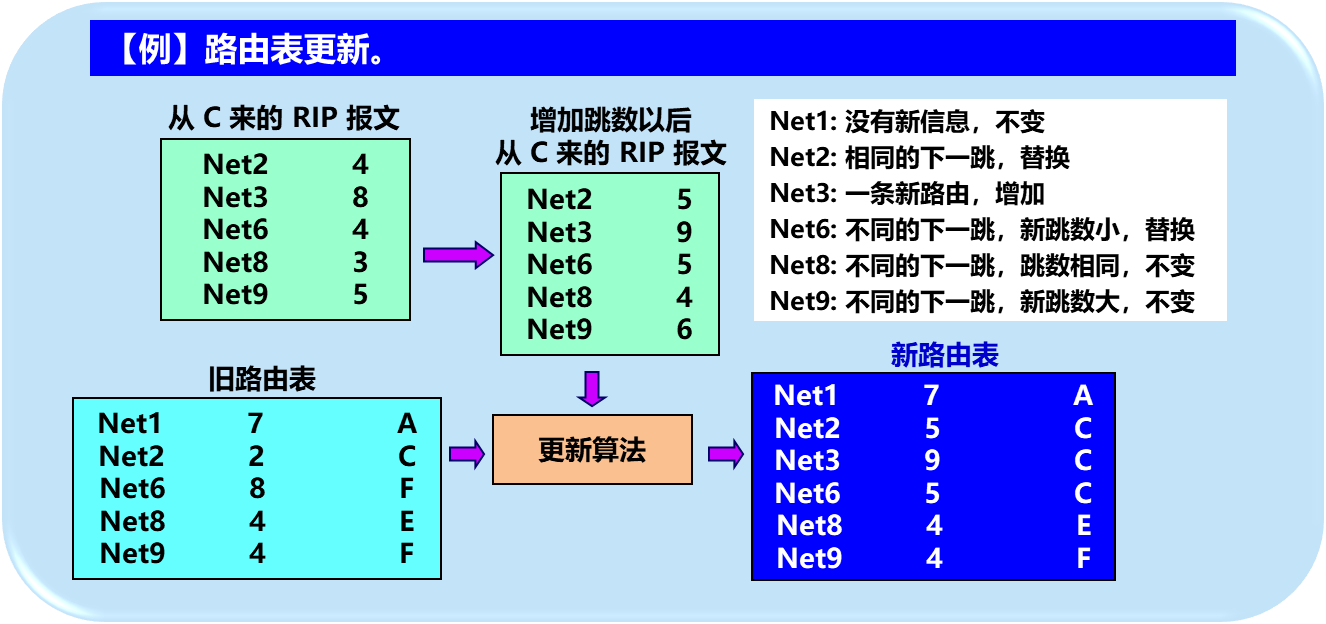 【例】路由表更新。
从 C 来的 RIP 报文
Net2 4
Net3 8
Net6 4
Net8 3
Net9 5
增加跳数以后
从 C 来的 RIP 报文
Net2 5
Net3 9
Net6 5
Net8 4
Net9 6
Net1: 没有新信息，不变
Net2: 相同的下一跳，替换
Net3: 一条新路由，增加
Net6: 不同的下一跳，新跳数小，替换
Net8: 不同的下一跳，跳数相同，不变
Net9: 不同的下一跳，新跳数大，不变
旧路由表
Net1 7 A
Net2 2 C
Net6 8 F
Net8 4 E
Net9 4 F
更新算法
新路由表
Net1 7 A
Net2 5 C
Net3 9 C
Net6 5 C
Net8 4 E
Net9 4 F